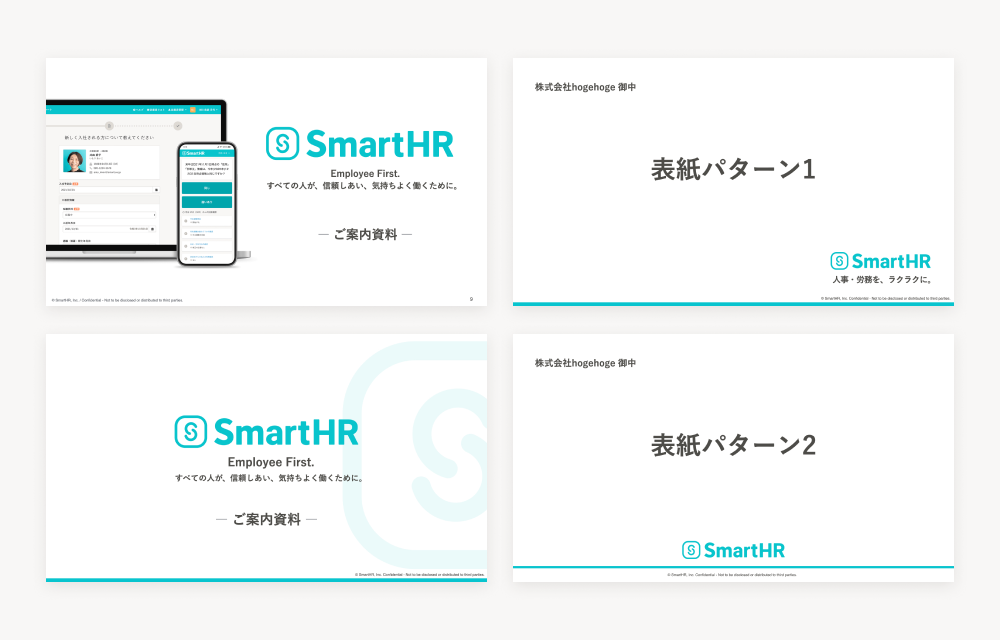 新しく入社される方について教えてください
SmartHR
Employee First.
すべての人が、信頼しあい、気持ちよく働くために。
ご案内資料
© SmartHR, Inc. / Confidential - Not to be disclosed or distributed to third parties.
9
株式会社hogehoge 御中
表紙パターン1
SmartHR
人事・労務を、ラクラクに。
© SmartHR, Inc. Confidential - Not to be disclosed or distributed to third parties.
SmartHR
Employee First.
すべての人が、信頼しあい、気持ちよく働くために。
ご案内資料
© SmartHR, Inc. Confidential - Not to be disclosed or distributed to third parties.
株式会社hogehoge 御中
表紙パターン2
SmartHR
© SmartHR, Inc. Confidential - Not to be disclosed or distributed to third parties.